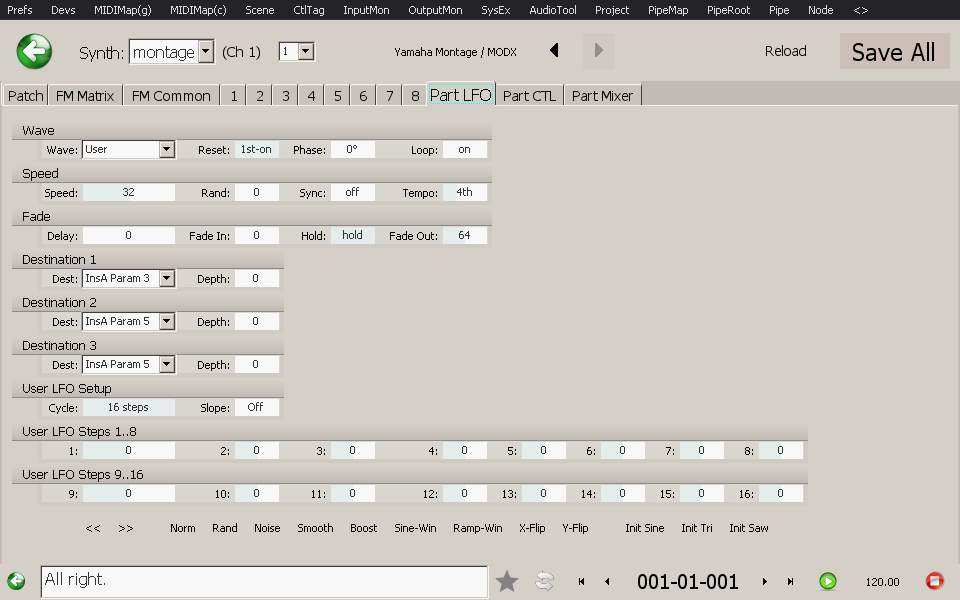 Prefs Devs MIDIMap(g) MIDIMap(c) Scene CtlTag InputMon OutputMon SysEx AudioTool Project PipeMap PipeRoot Pipe Node <>
Synth: montage (Ch 1) 1 Yamaha Montage / MODX Reload Save All
Patch FM Matrix FM Common 1 2 3 4 5 6 7 8 Part LFO Part CTL Part Mixer
Wave
Wave: User Reset: 1st-on Phase: 0° Loop: on
Speed
Speed: 32 Rand: 0 Sync: off Tempo: 4th
Fade
Delay: 0 Fade In: 0 Hold: hold Fade Out: 64
Destination 1
Dest: InsA Param 3 Depth: 0
Destination 2
Dest: InsA Param 5 Depth: 0
Destination 3
Dest: InsA Param 5 Depth: 0
User LFO Setup
Cycle: 16 steps Slope: Off
User LFO Steps 1..8
1: 0 2: 0 3: 0 4: 0 5: 0 6: 0 7: 0 8: 0
User LFO Steps 9..16
9: 0 10: 0 11: 0 12: 0 13: 0 14: 0 15: 0 16: 0
<< >> Norm Rand Noise Smooth Boost Sine-Win Ramp-Win X-Flip Y-Flip Init Sine Init Tri Init Saw
All right. 001-01-001 120.00